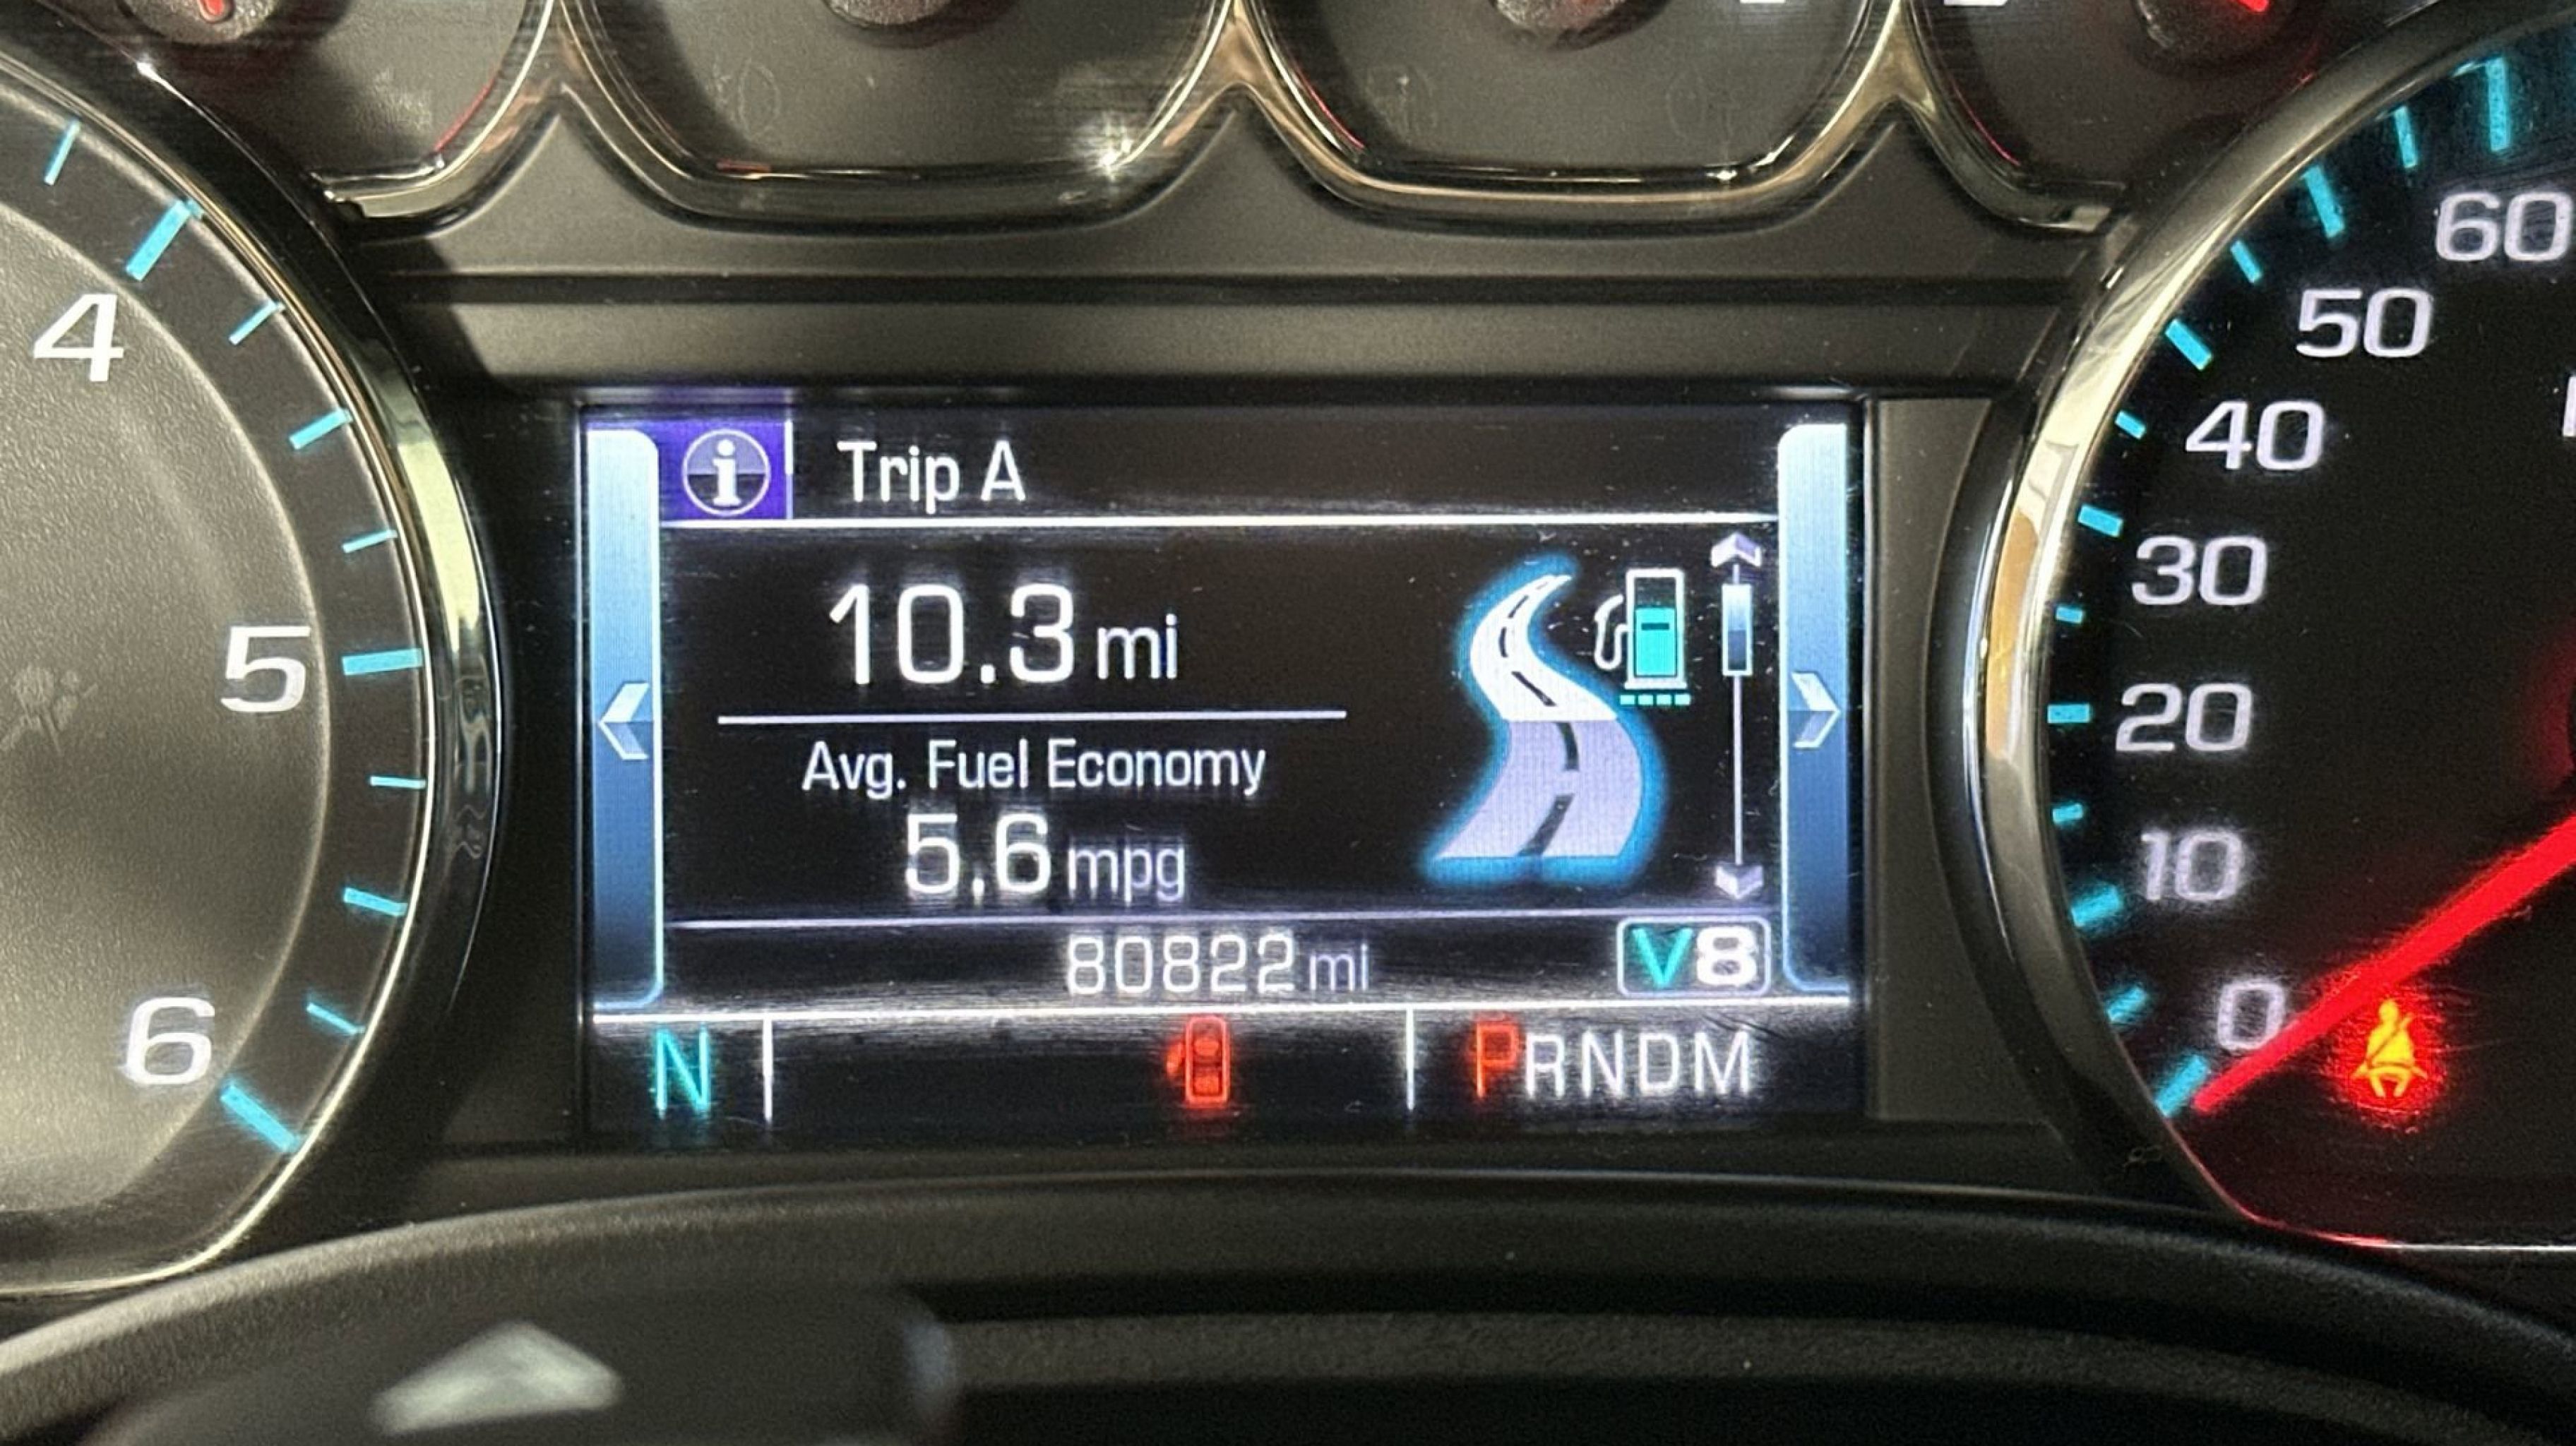 4
5
6
Trip A
10.3 mi
Avg. Fuel Economy
5.6 mpg
80822 mi
V8
N
PRNDM
60
50
40
30
20
10
0